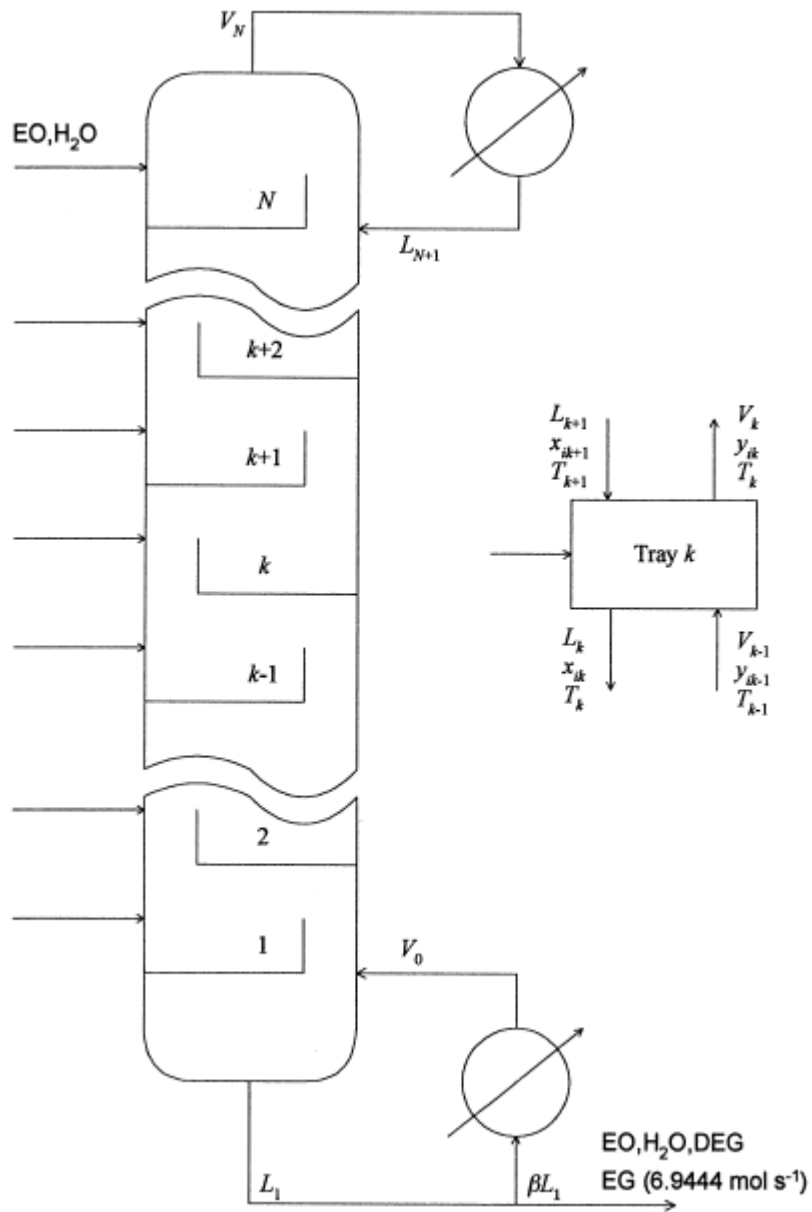 V_N
EO,H₂O
N
L_{N+1}
k+2
k+1
k
k-1
2
1
V_0
L_1
βL_1
EO,H₂O,DEG
EG (6.9444 mol s⁻¹)
L_{k+1}
x_{ik+1}
T_{k+1}
V_k
y_{ik}
T_k
Tray k
L_k
x_{ik}
T_k
V_{k-1}
y_{ik-1}
T_{k-1}